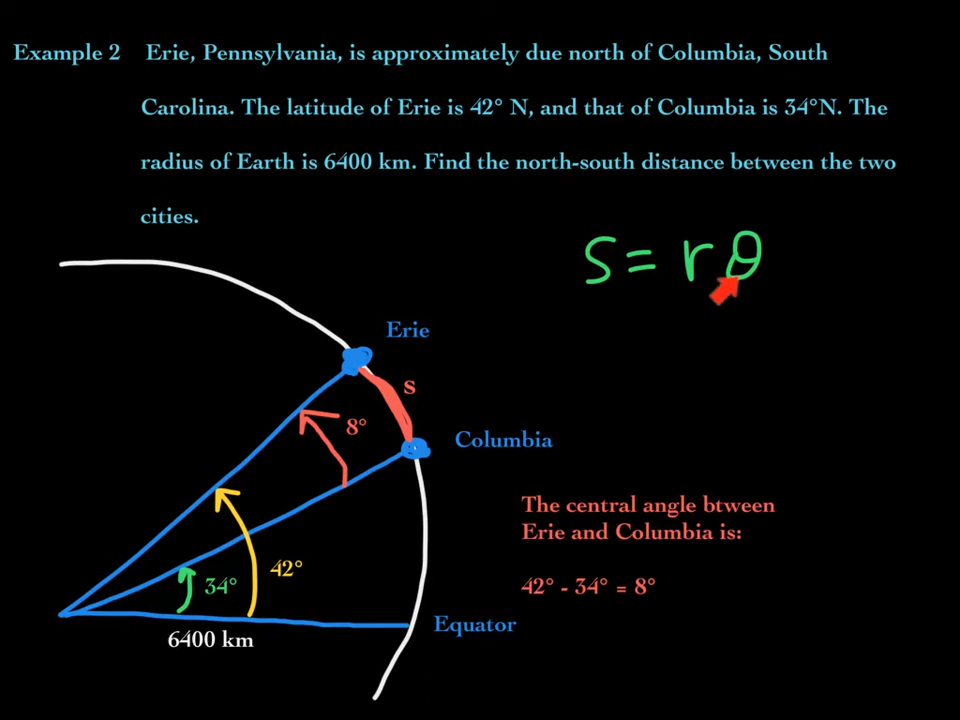 Example 2 Erie, Pennsylvania, is approximately due north of Columbia, South
Carolina. The latitude of Erie is 42° N, and that of Columbia is 34°N. The
radius of Earth is 6400 km. Find the north-south distance between the two
cities.
s = rθ
Erie
s
8°
Columbia
The central angle btween
Erie and Columbia is:
42° - 34° = 8°
42°
34°
Equator
6400 km